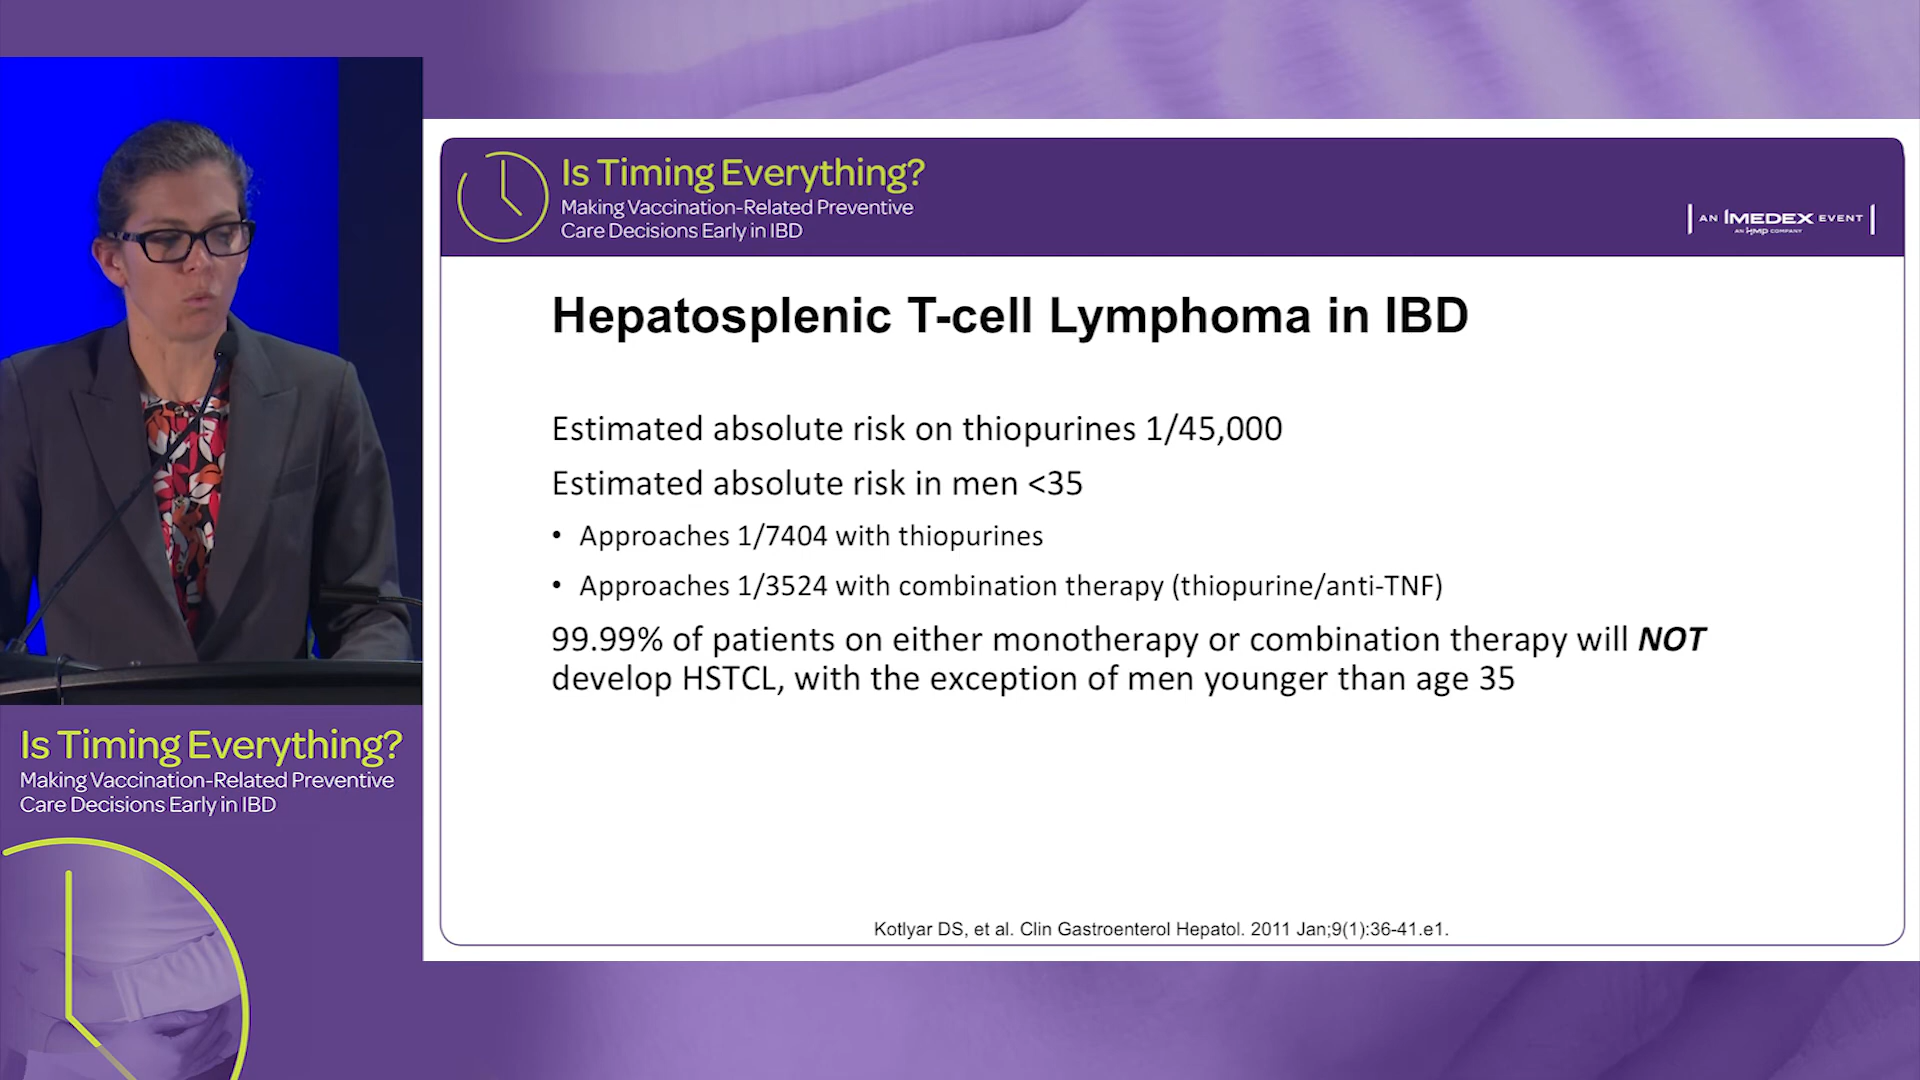 Is Timing Everything?
Making Vaccination-Related Preventive
Care Decisions Early in IBD
AN IMEDEX EVENT
AN HMP COMPANY
Hepatosplenic T-cell Lymphoma in IBD
Estimated absolute risk on thiopurines 1/45,000
Estimated absolute risk in men <35
• Approaches 1/7404 with thiopurines
• Approaches 1/3524 with combination therapy (thiopurine/anti-TNF)
99.99% of patients on either monotherapy or combination therapy will NOT
develop HSTCL, with the exception of men younger than age 35
Kotlyar DS, et al. Clin Gastroenterol Hepatol. 2011 Jan;9(1):36-41.e1.
Is Timing Everything?
Making Vaccination-Related Preventive
Care Decisions Early in IBD